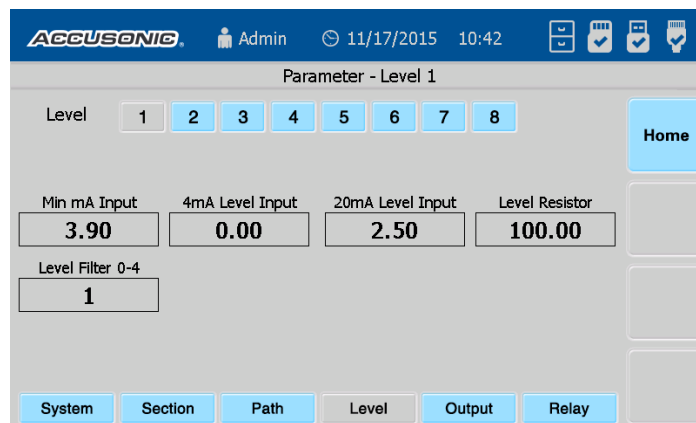 ACCUSONIC. Admin 11/17/2015 10:42
Parameter - Level 1
Level 1 2 3 4 5 6 7 8
Home
Min mA Input 4mA Level Input 20mA Level Input Level Resistor
3.90 0.00 2.50 100.00
Level Filter 0-4
1
System Section Path Level Output Relay